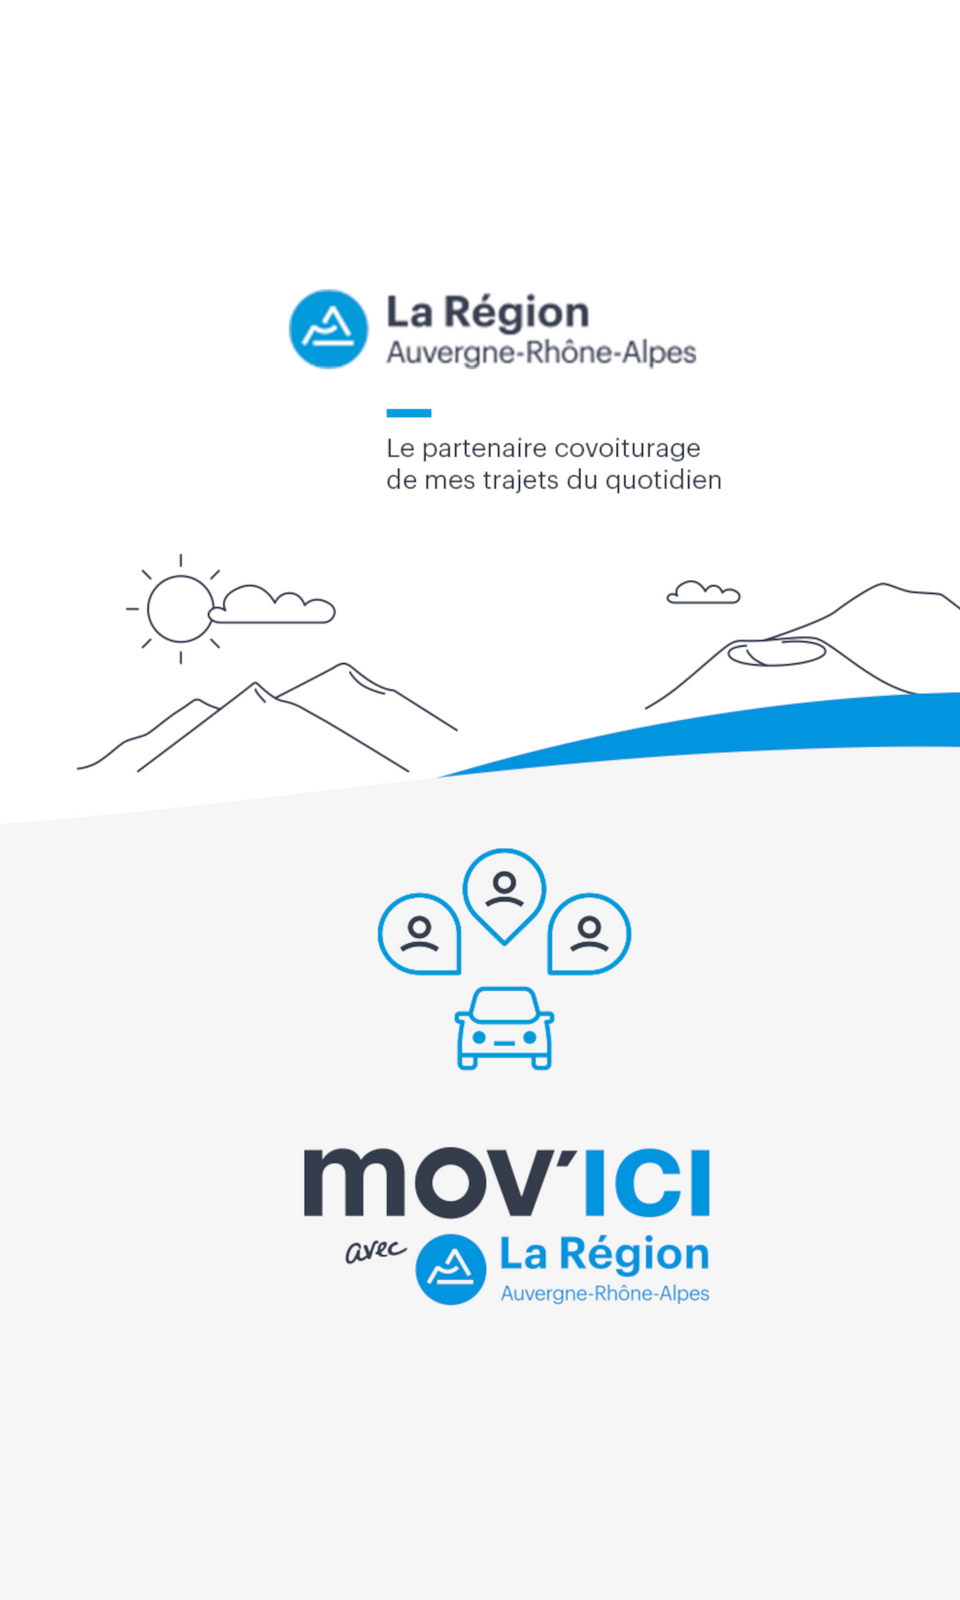 La Région
Auvergne-Rhône-Alpes
Le partenaire covoiturage
de mes trajets du quotidien
mov'ICI
avec La Région
Auvergne-Rhône-Alpes